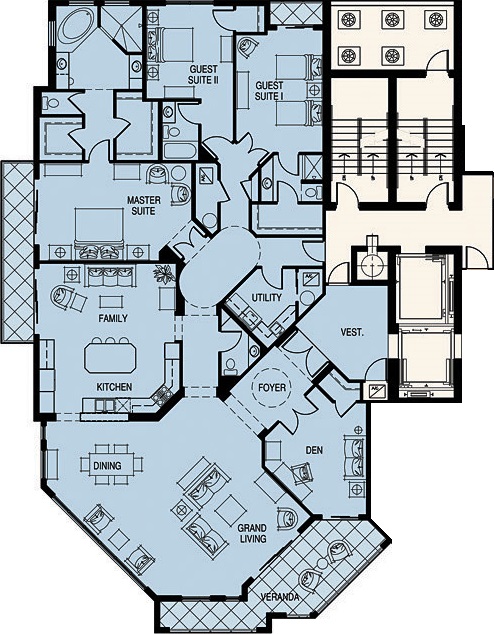 GUEST
SUITE II
GUEST
SUITE I
MASTER
SUITE
FAMILY
UTILITY
VEST.
KITCHEN
FOYER
DEN
DINING
GRAND
LIVING
VERANDA